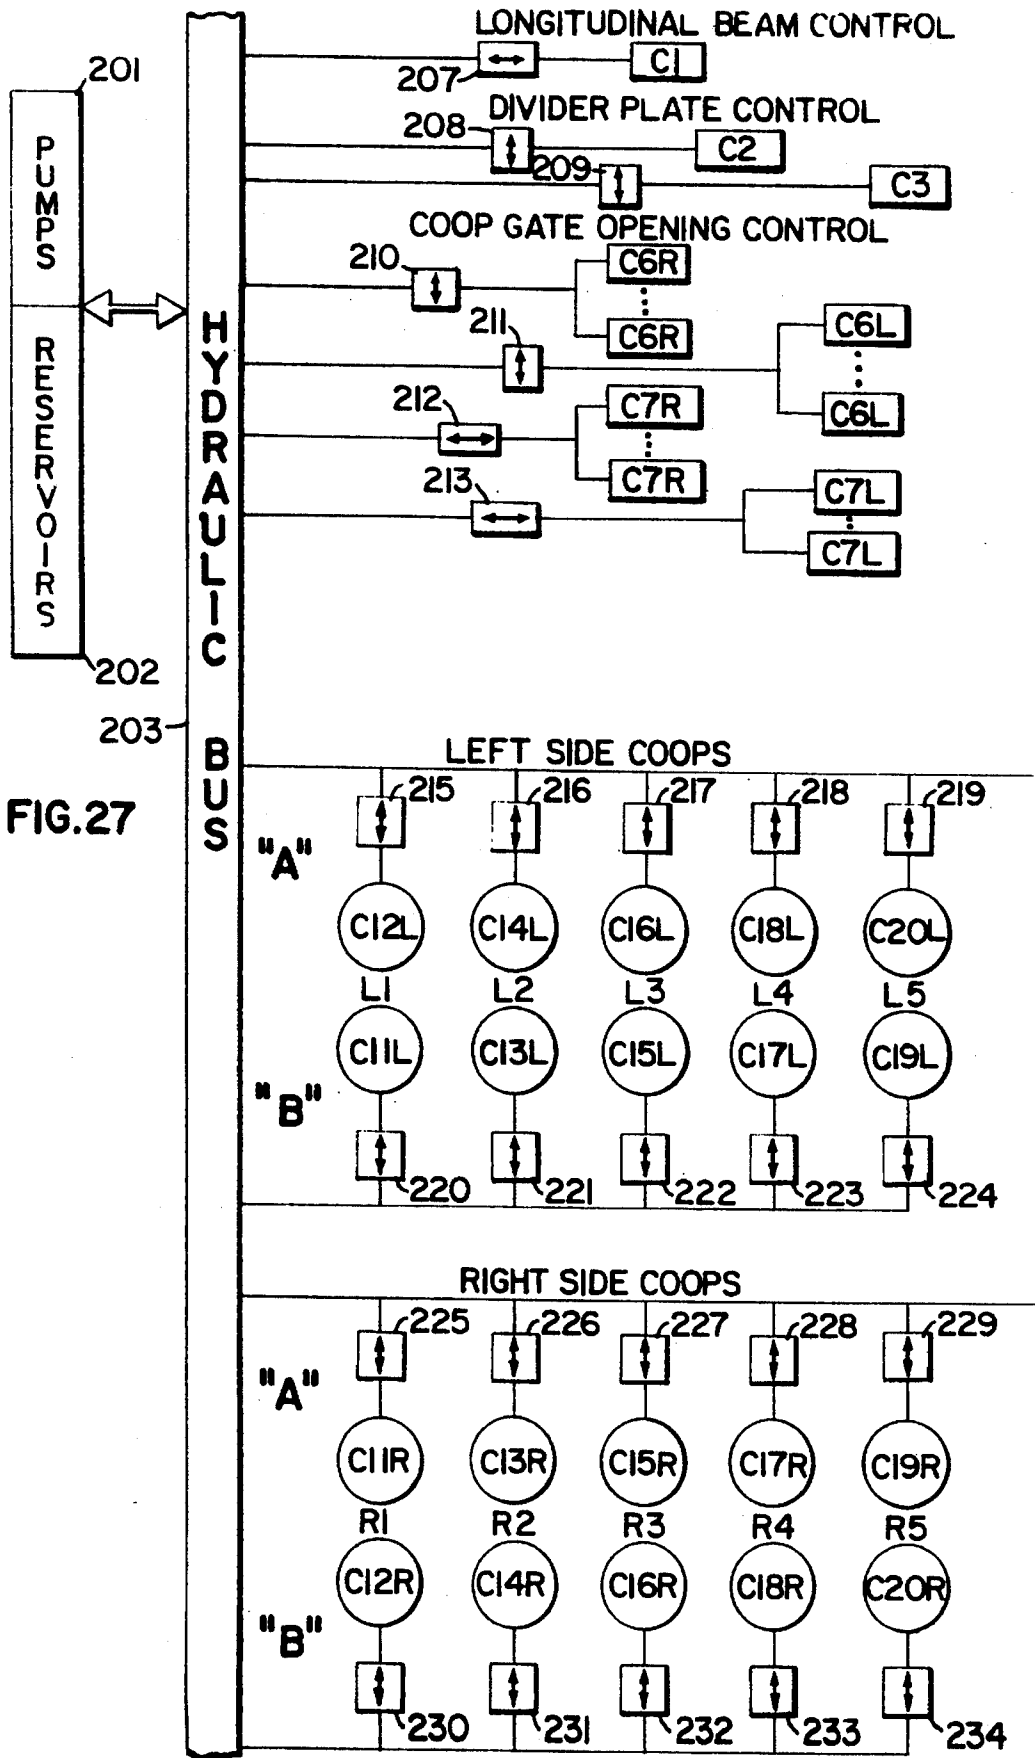 LONGITUDINAL BEAM CONTROL
207
C1
DIVIDER PLATE CONTROL
208
C2
209
C3
COOP GATE OPENING CONTROL
210
C6R
C6R
211
C6L
C6L
212
C7R
C7R
213
C7L
C7L
201
PUMPS
RESERVOIRS
202
HYDRAULIC BUS
203
FIG.27
LEFT SIDE COOPS
215 216 217 218 219
"A"
C12L C14L C16L C18L C20L
L1 L2 L3 L4 L5
C11L C13L C15L C17L C19L
"B"
220 221 222 223 224
RIGHT SIDE COOPS
225 226 227 228 229
"A"
C11R C13R C15R C17R C19R
R1 R2 R3 R4 R5
C12R C14R C16R C18R C20R
"B"
230 231 232 233 234